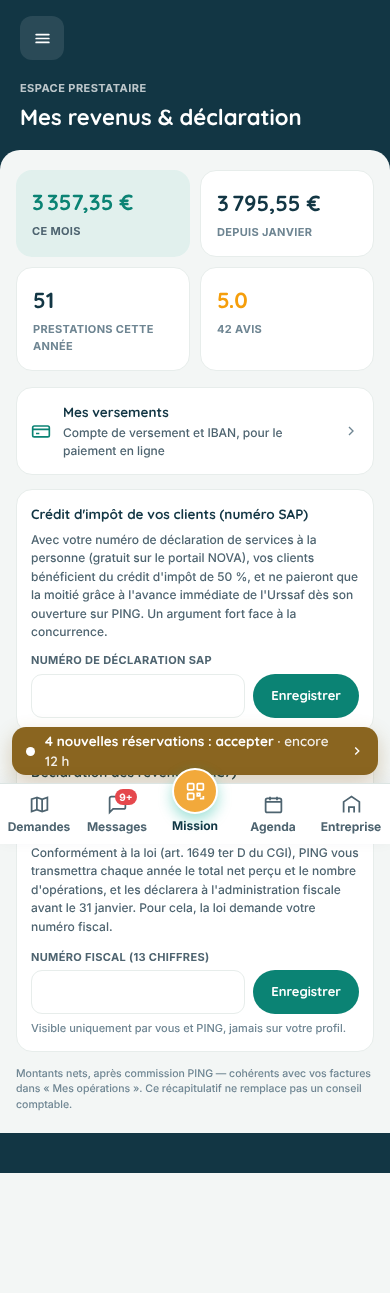 ESPACE PRESTATAIRE
Mes revenus & déclaration
3 357,35 €
CE MOIS
3 795,55 €
DEPUIS JANVIER
51
PRESTATIONS CETTE
ANNÉE
5.0
42 AVIS
Mes versements
Compte de versement et IBAN, pour le
paiement en ligne
Crédit d'impôt de vos clients (numéro SAP)
Avec votre numéro de déclaration de services à la
personne (gratuit sur le portail NOVA), vos clients
bénéficient du crédit d'impôt de 50 %, et ne paieront que
la moitié grâce à l'avance immédiate de l'Urssaf dès son
ouverture sur PING. Un argument fort face à la
concurrence.
NUMÉRO DE DÉCLARATION SAP
Enregistrer
4 nouvelles réservations : accepter · encore
12 h
Demandes
9+
Messages
Mission
Agenda
Entreprise
Conformément à la loi (art. 1649 ter D du CGI), PING vous
transmettra chaque année le total net perçu et le nombre
d'opérations, et les déclarera à l'administration fiscale
avant le 31 janvier. Pour cela, la loi demande votre
numéro fiscal.
NUMÉRO FISCAL (13 CHIFFRES)
Enregistrer
Visible uniquement par vous et PING, jamais sur votre profil.
Montants nets, après commission PING — cohérents avec vos factures
dans « Mes opérations ». Ce récapitulatif ne remplace pas un conseil
comptable.